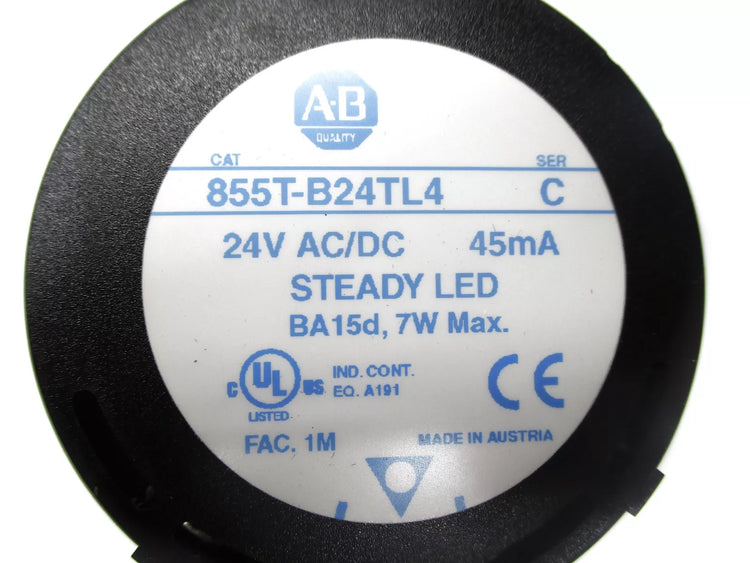 A-B
QUALITY
CAT SER
855T-B24TL4 C
24V AC/DC 45mA
STEADY LED
BA15d, 7W Max.
C UL US IND. CONT.
LISTED EQ. A191
CE
FAC. 1M MADE IN AUSTRIA